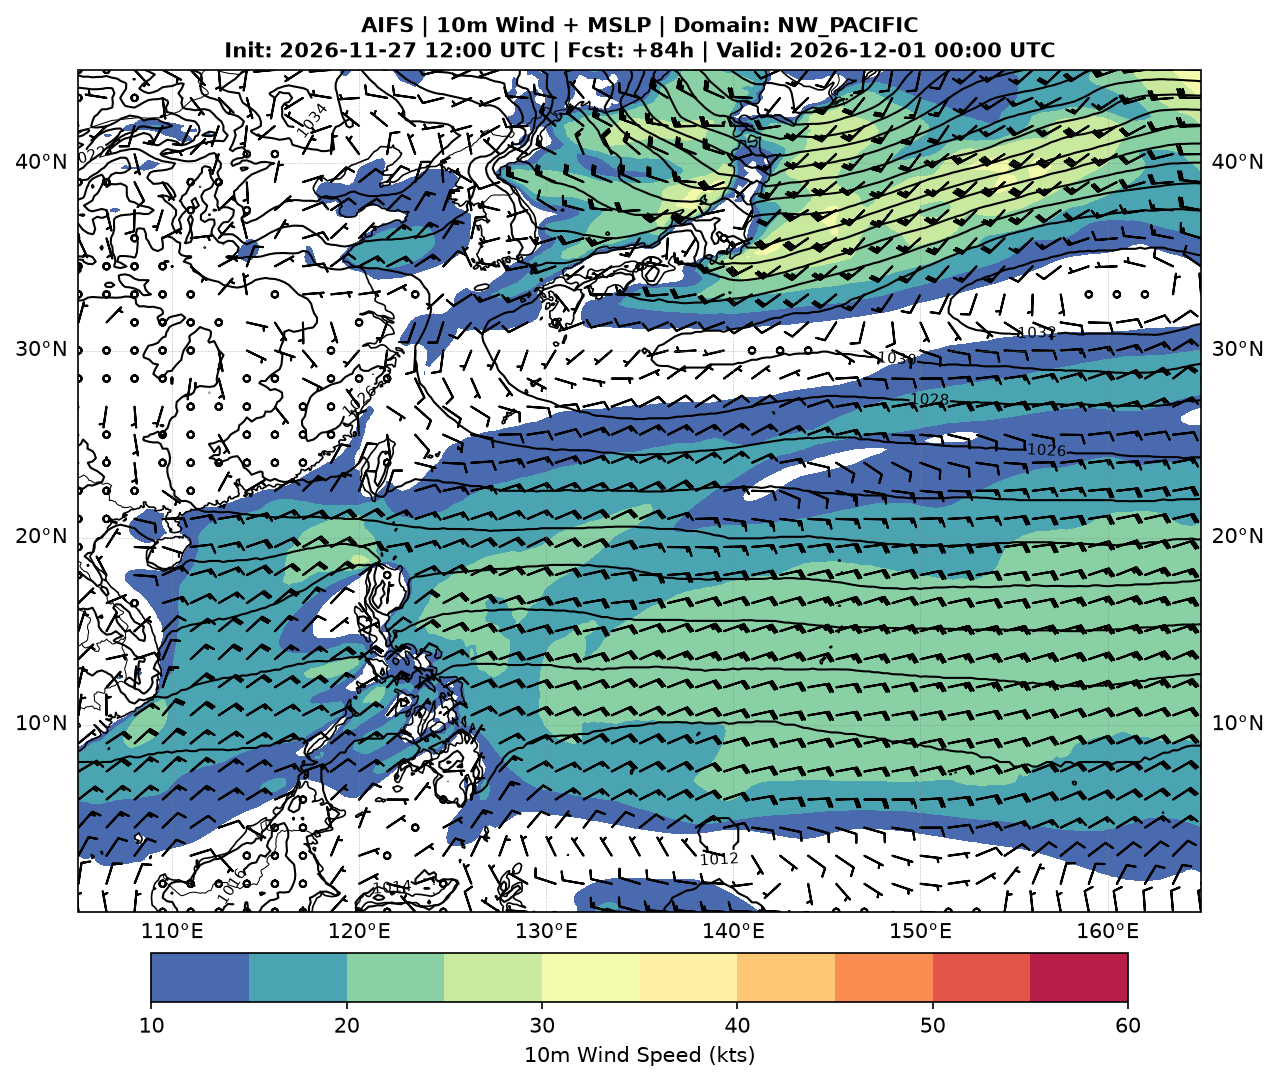 AIFS | 10m Wind + MSLP | Domain: NW_PACIFIC
Init: 2026-11-27 12:00 UTC | Fcst: +84h | Valid: 2026-12-01 00:00 UTC
1034
40°N
40°N
1032
30°N
1030
30°N
1028
1026
1026
20°N
20°N
10°N
10°N
1012
1016
1014
110°E 120°E 130°E 140°E 150°E 160°E
10 20 30 40 50 60
10m Wind Speed (kts)